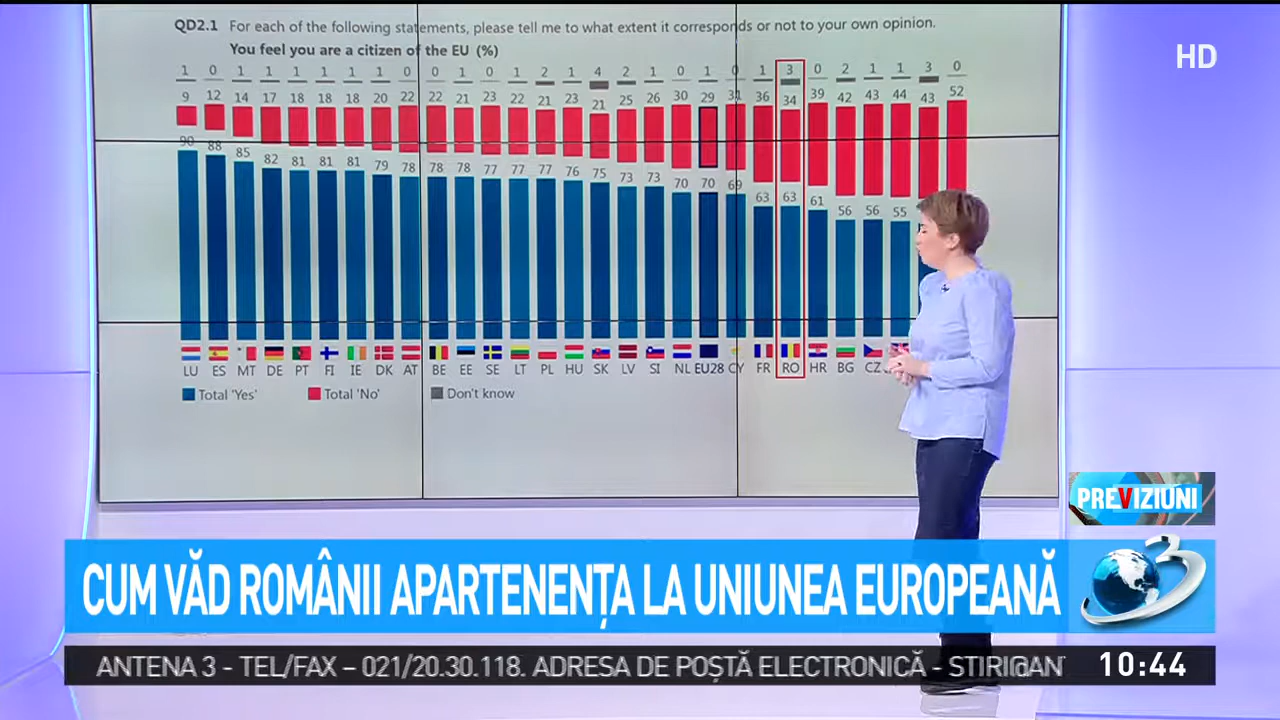 QD2.1 For each of the following statements, please tell me to what extent it corresponds or not to your own opinion.
You feel you are a citizen of the EU (%)
HD
1 0 1 1 1 1 1 1 0 0 1 0 1 2 1 4 2 1 0 1 0 1 3 0 2 1 1 3 0
9 12 14 17 18 18 18 20 22 22 21 23 22 21 23 21 25 26 30 29 31 36 34 39 42 43 44 43 52
90 88 85 82 81 81 81 79 78 78 78 77 77 77 76 75 73 73 70 70 69 63 63 61 56 56 55
LU ES MT DE PT FI IE DK AT BE EE SE LT PL HU SK LV SI NL EU28 CY FR RO HR BG CZ
Total 'Yes' Total 'No' Don't know
PREVIZIUNI
CUM VĂD ROMÂNII APARTENENȚA LA UNIUNEA EUROPEANĂ 3
ANTENA 3 - TEL/FAX – 021/20.30.118. ADRESA DE POȘTĂ ELECTRONICĂ - STIRI@ANT 10:44